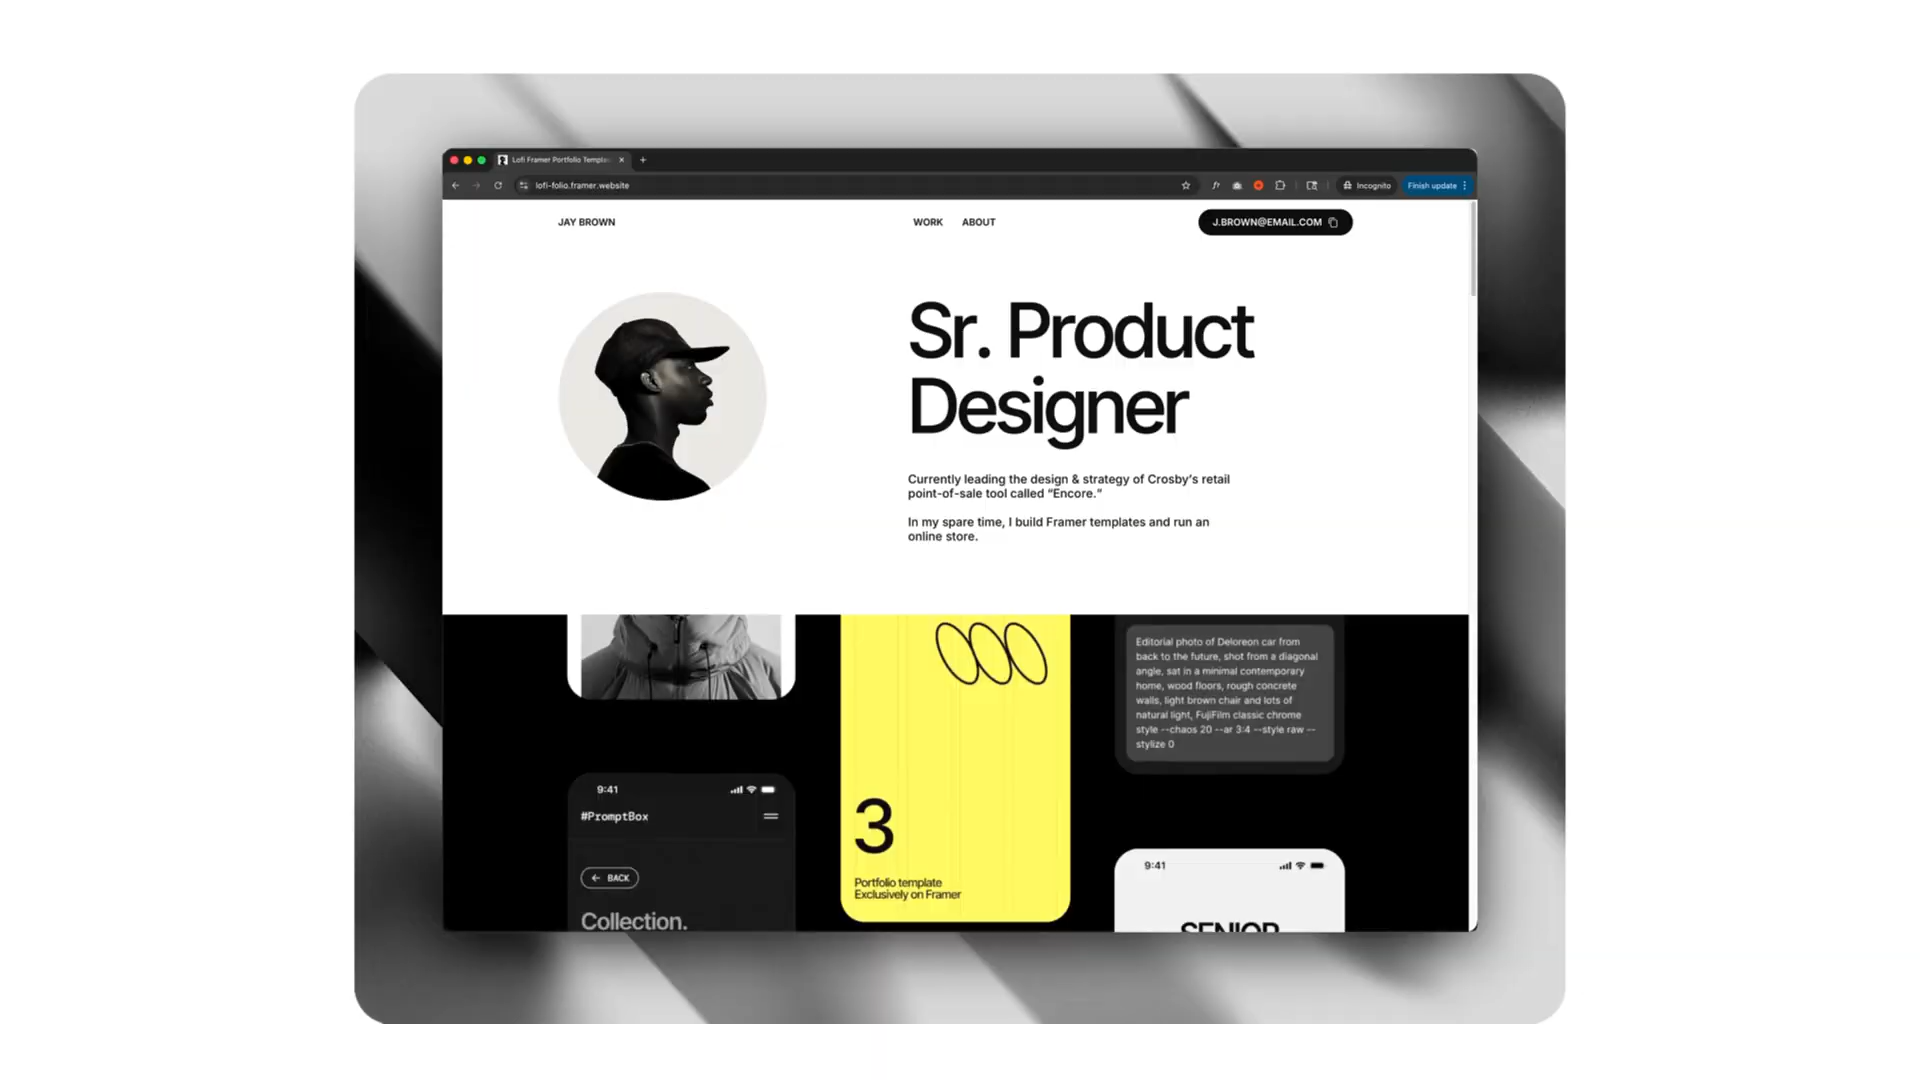 Lofi Framer Portfolio Templa
lofi-folio.framer.website
Incognito
Finish update
JAY BROWN
WORK
ABOUT
J.BROWN@EMAIL.COM
Sr. Product
Designer
Currently leading the design & strategy of Crosby's retail
point-of-sale tool called “Encore.”
In my spare time, I build Framer templates and run an
online store.
3
Portfolio template
Exclusively on Framer
Editorial photo of Deloreon car from
back to the future, shot from a diagonal
angle, sat in a minimal contemporary
home, wood floors, rough concrete
walls, light brown chair and lots of
natural light, FujiFilm classic chrome
style --chaos 20 --ar 3:4 --style raw --
stylize 0
9:41
#PromptBox
BACK
Collection.
9:41
SENIOR